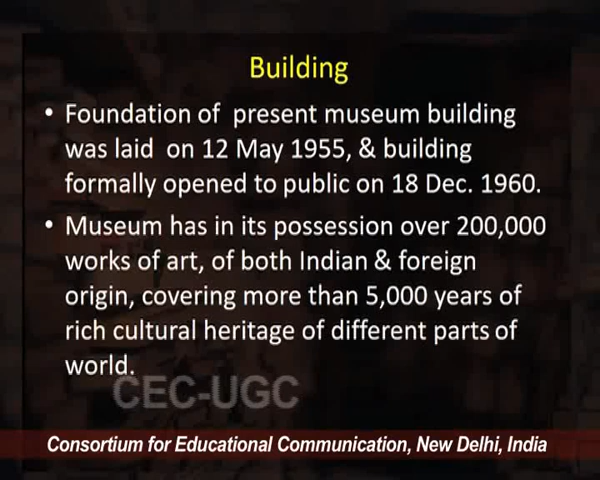 Building
• Foundation of present museum building
was laid on 12 May 1955, & building
formally opened to public on 18 Dec. 1960.
• Museum has in its possession over 200,000
works of art, of both Indian & foreign
origin, covering more than 5,000 years of
rich cultural heritage of different parts of
world.
CEC-UGC
Consortium for Educational Communication, New Delhi, India